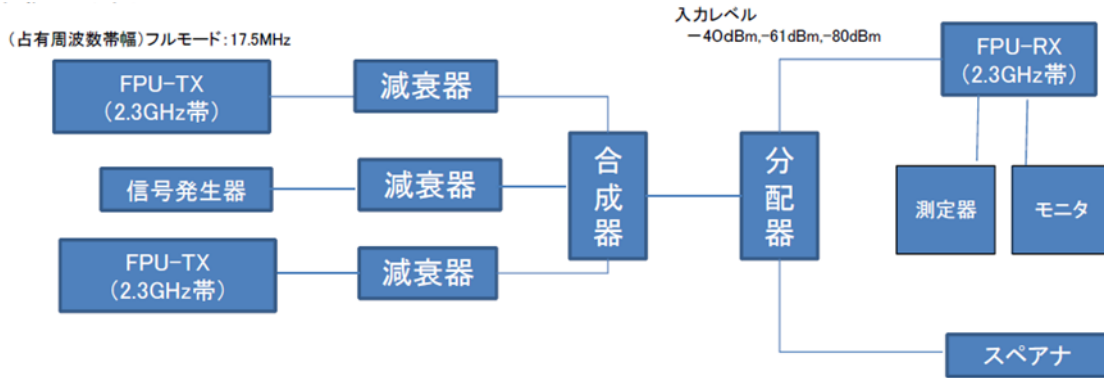 (占有周波数帯幅)フルモード:17.5MHz
入力レベル
−40dBm,-61dBm,-80dBm
FPU-TX
(2.3GHz帯)
減衰器
FPU-RX
(2.3GHz帯)
信号発生器
減衰器
合成器
分配器
測定器
モニタ
FPU-TX
(2.3GHz帯)
減衰器
スペアナ